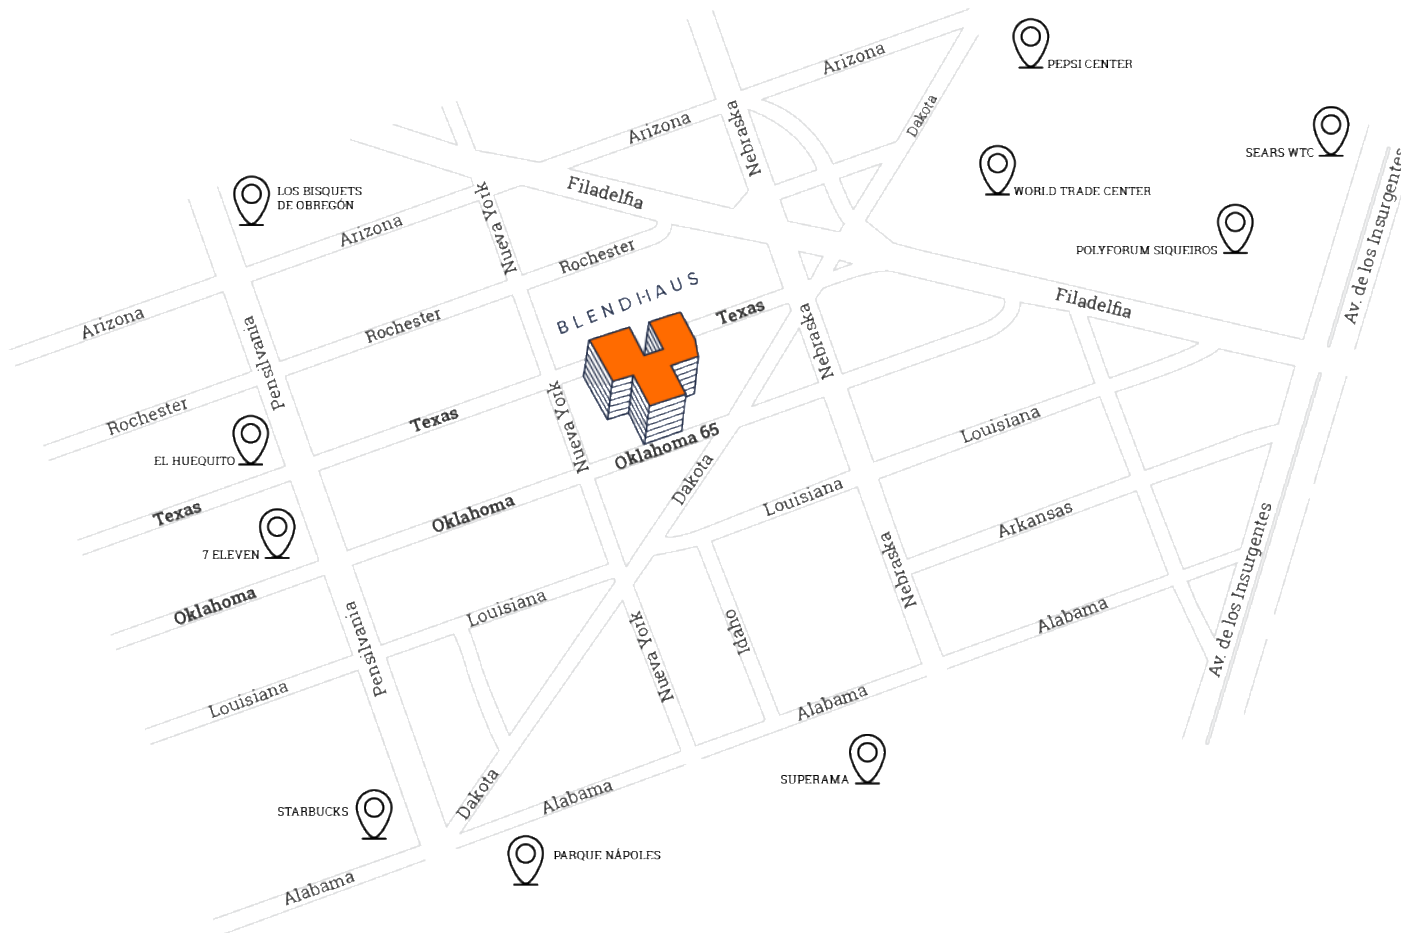 PEPSI CENTER
Arizona
Dakota
Nebraska
Arizona
SEARS WTC
LOS BISQUETS
DE OBREGÓN
Filadelfia
WORLD TRADE CENTER
Arizona
Nueva York
Rochester
POLYFORUM SIQUEIROS
Av. de los Insurgentes
BLENDHAUS
Texas
Filadelfia
Arizona
Rochester
Pensilvania
Nebraska
Rochester
Texas
Nueva York
Oklahoma 65
Louisiana
EL HUEQUITO
Dakota
Louisiana
Texas
Oklahoma
Arkansas
7 ELEVEN
Nebraska
Av. de los Insurgentes
Oklahoma
Louisiana
Alabama
Pensilvania
Nueva York
Idaho
Louisiana
Alabama
SUPERAMA
Dakota
Alabama
STARBUCKS
PARQUE NÁPOLES
Alabama